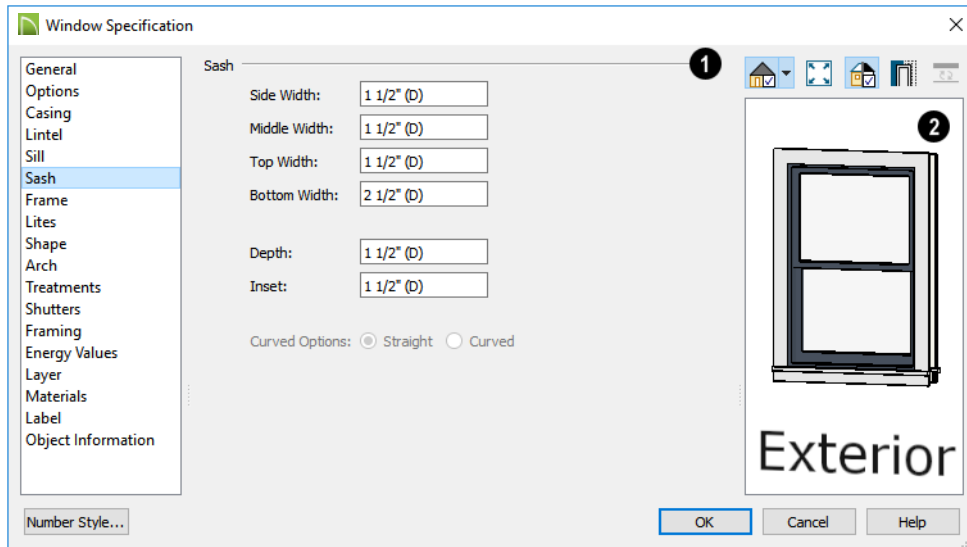 Window Specification
General
Options
Casing
Lintel
Sill
Sash
Frame
Lites
Shape
Arch
Treatments
Shutters
Framing
Energy Values
Layer
Materials
Label
Object Information
Number Style...
Sash
1
Side Width: 1 1/2" (D)
Middle Width: 1 1/2" (D)
Top Width: 1 1/2" (D)
Bottom Width: 2 1/2" (D)
Depth: 1 1/2" (D)
Inset: 1 1/2" (D)
Curved Options: Straight Curved
2
Exterior
OK Cancel Help